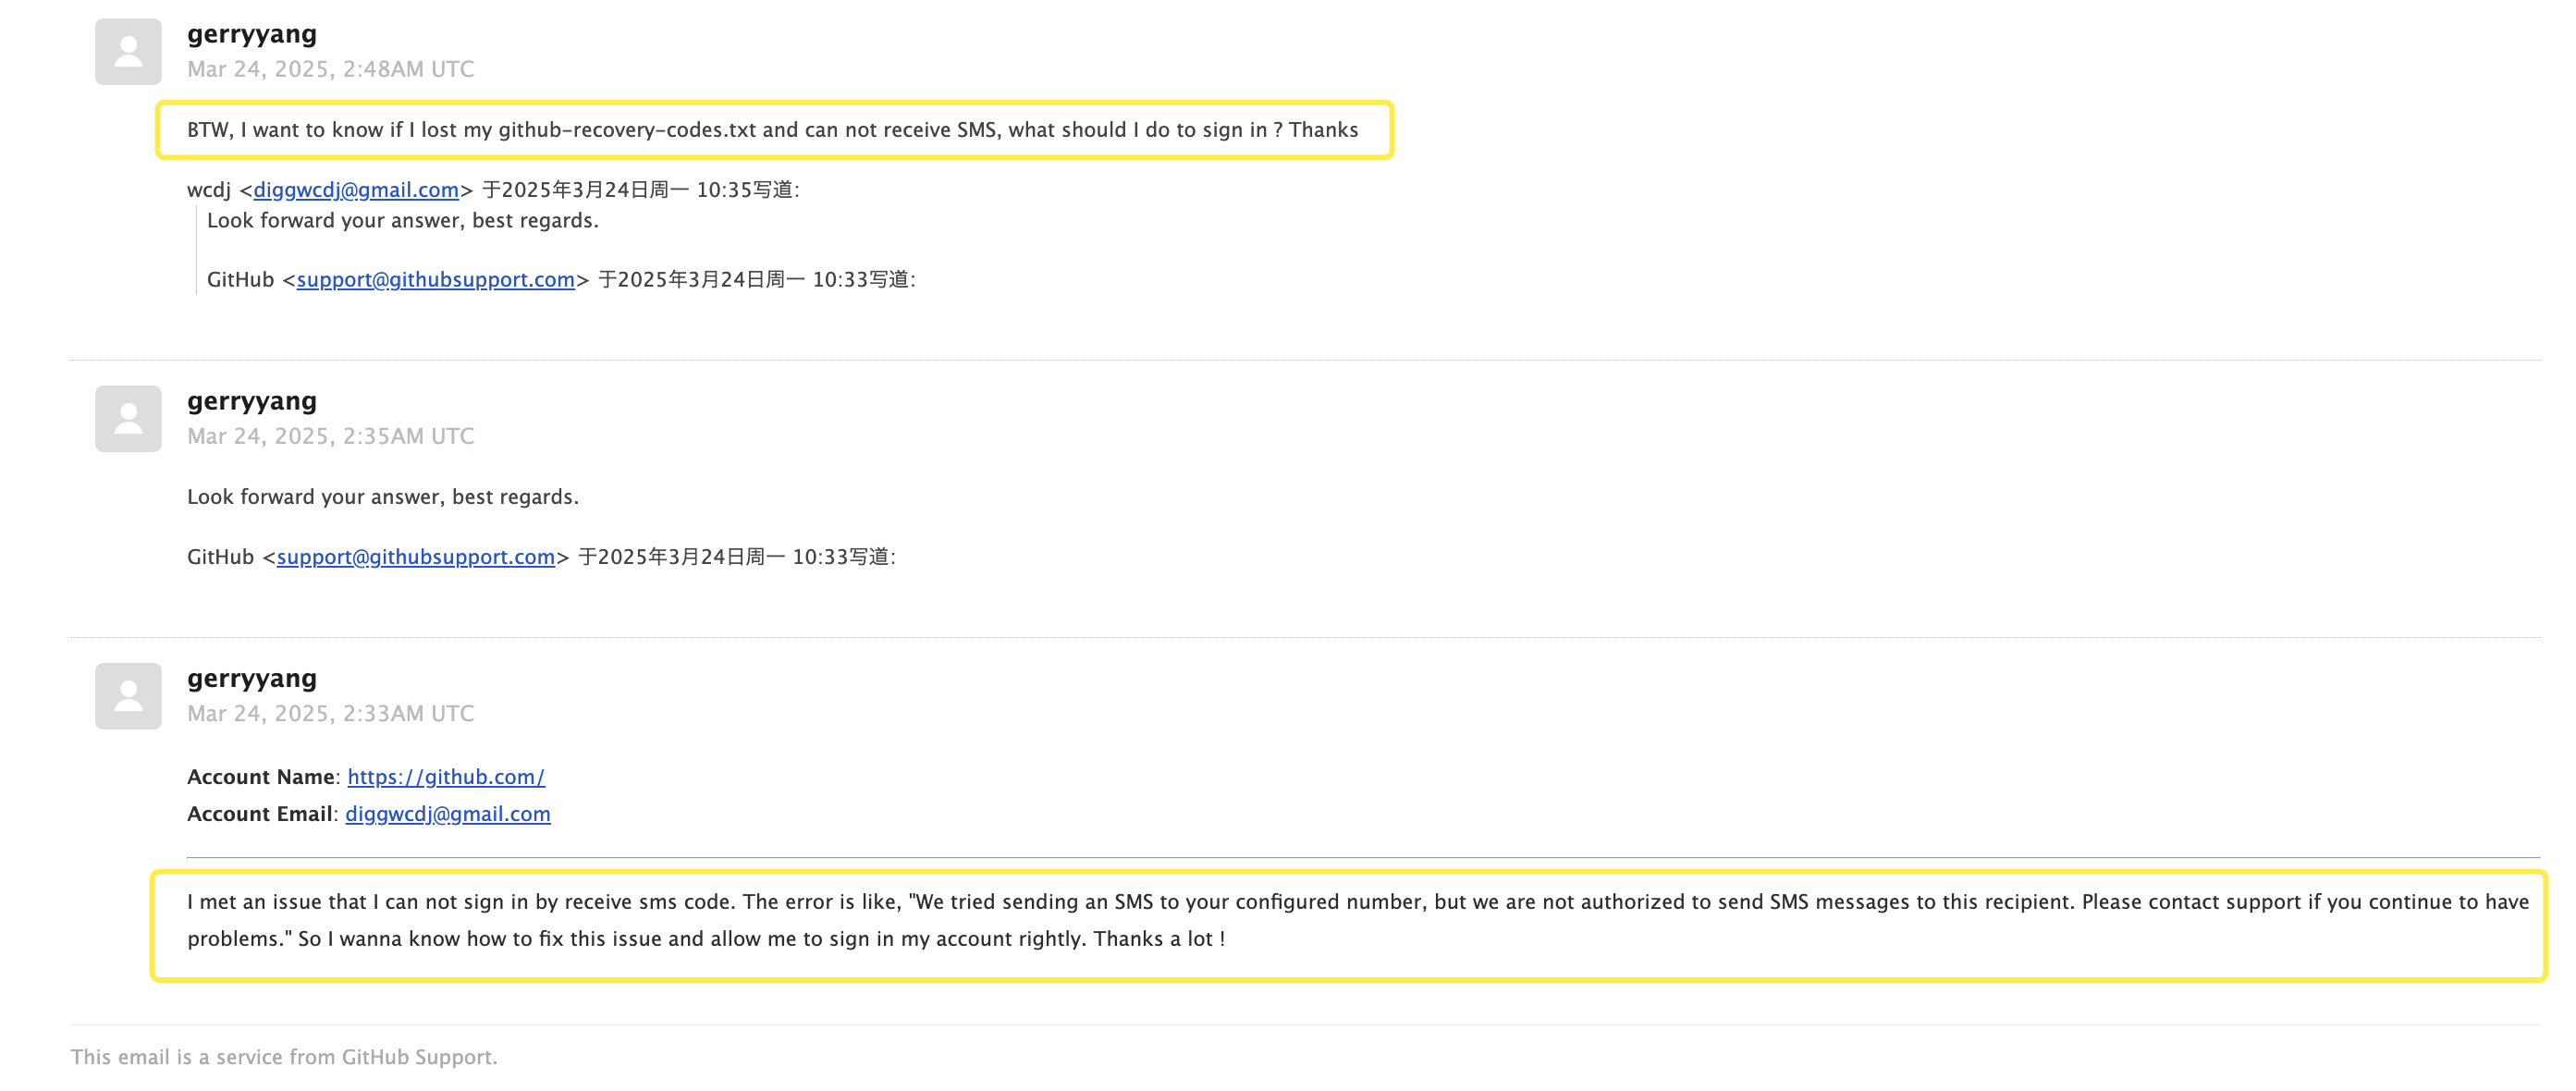 gerryyang
Mar 24, 2025, 2:48AM UTC
BTW, I want to know if I lost my github-recovery-codes.txt and can not receive SMS, what should I do to sign in ? Thanks
wcdj <diggwcdj@gmail.com> 于2025年3月24日周一 10:35写道:
Look forward your answer, best regards.
GitHub <support@githubsupport.com> 于2025年3月24日周一 10:33写道:
gerryyang
Mar 24, 2025, 2:35AM UTC
Look forward your answer, best regards.
GitHub <support@githubsupport.com> 于2025年3月24日周一 10:33写道:
gerryyang
Mar 24, 2025, 2:33AM UTC
Account Name: https://github.com/
Account Email: diggwcdj@gmail.com
I met an issue that I can not sign in by receive sms code. The error is like, "We tried sending an SMS to your configured number, but we are not authorized to send SMS messages to this recipient. Please contact support if you continue to have
problems." So I wanna know how to fix this issue and allow me to sign in my account rightly. Thanks a lot !
This email is a service from GitHub Support.